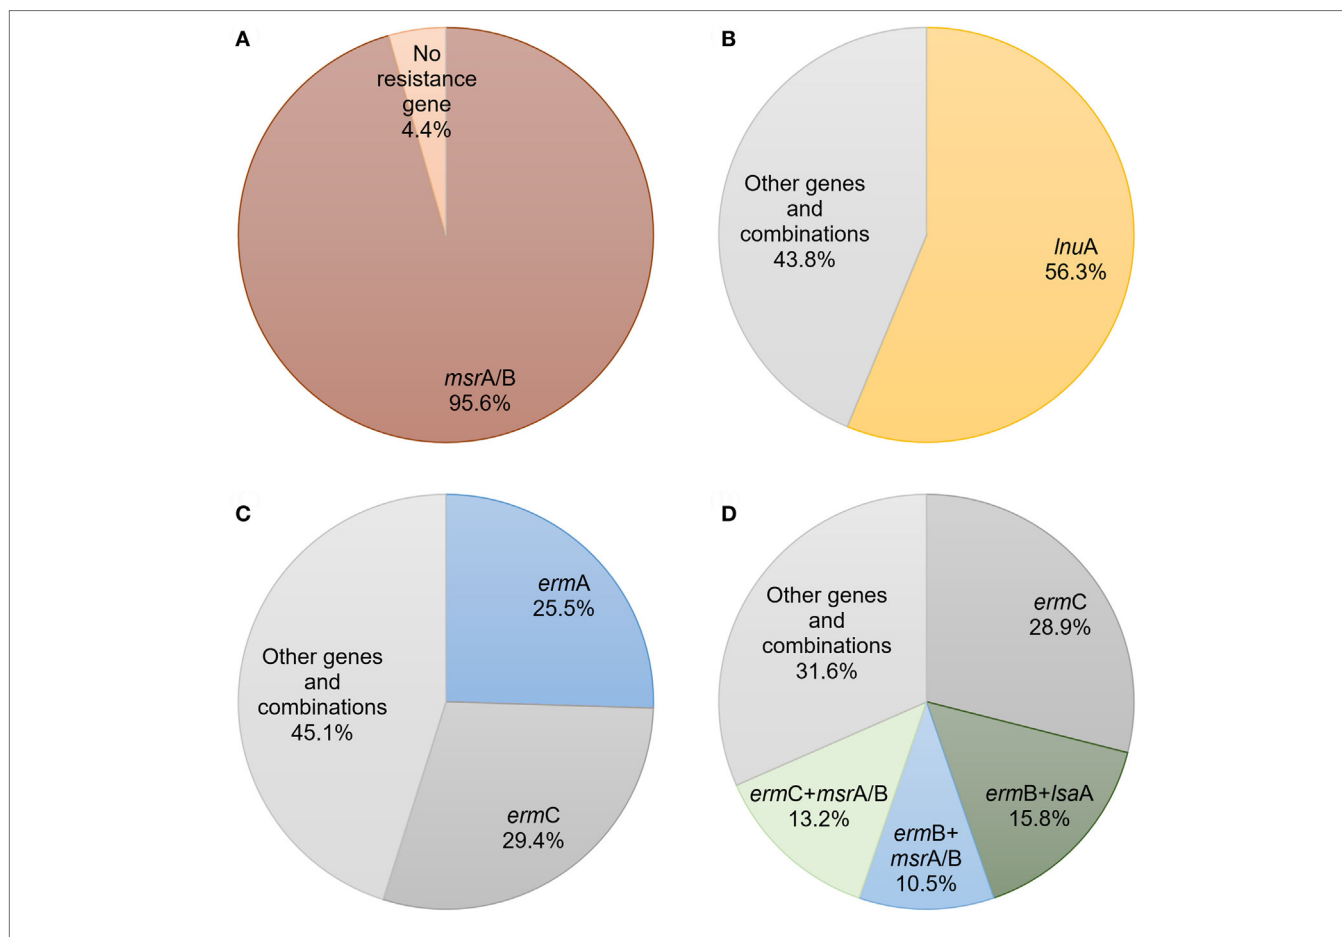 A
No
resistance
gene
4.4%
msrA/B
95.6%
B
Other genes
and
combinations
43.8%
lnuA
56.3%
C
ermA
25.5%
Other genes
and
combinations
45.1%
ermC
29.4%
D
Other genes
and
combinations
31.6%
ermC
28.9%
ermC+msrA/B
13.2%
ermB+
msrA/B
10.5%
ermB+lsaA
15.8%